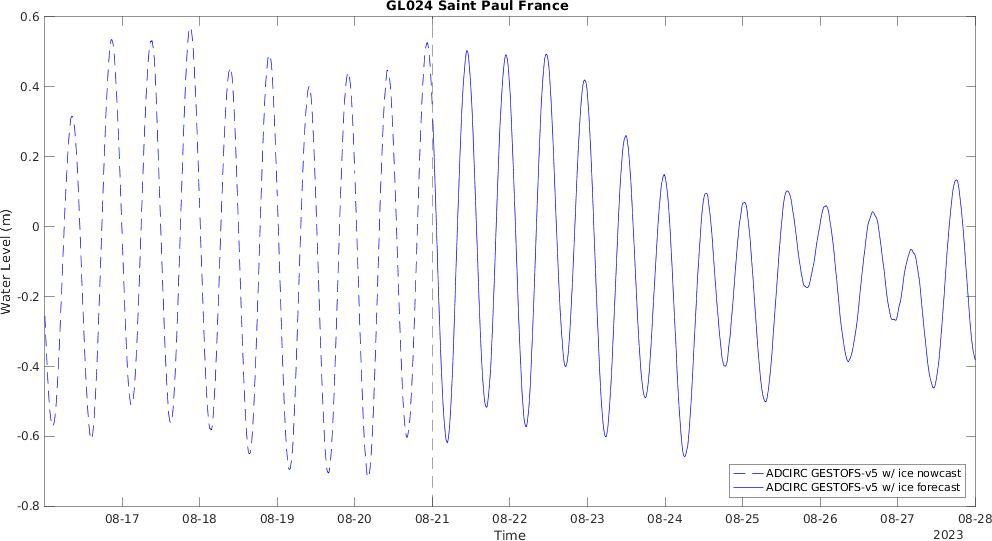 GL024 Saint Paul France
0.6
0.4
0.2
0
-0.2
-0.4
-0.6
-0.8
Water Level (m)
ADCIRC GESTOFS-v5 w/ ice nowcast
ADCIRC GESTOFS-v5 w/ ice forecast
08-17 08-18 08-19 08-20 08-21 08-22 08-23 08-24 08-25 08-26 08-27 08-28
Time
2023